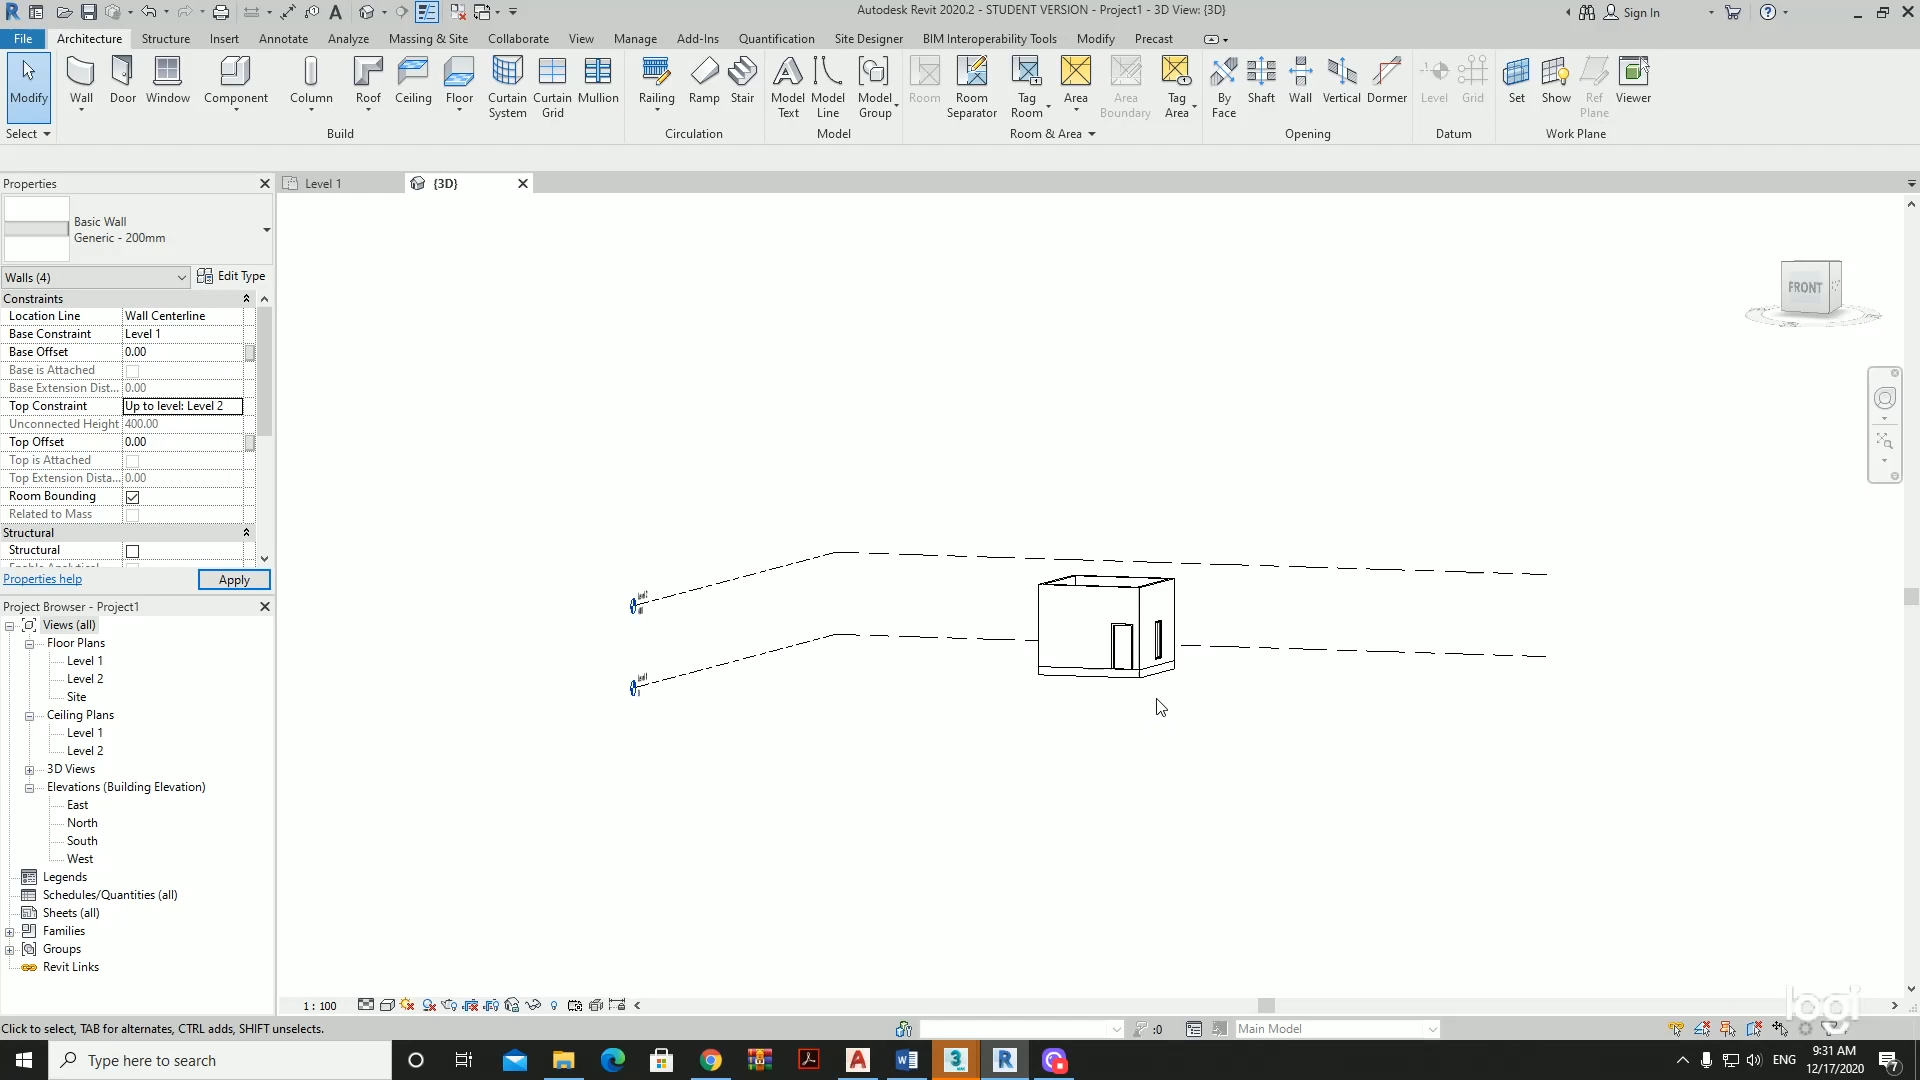 Autodesk Revit 2020.2 - STUDENT VERSION - Project1 - 3D View: {3D}
Sign In
File
Architecture
Structure
Insert
Annotate
Analyze
Massing & Site
Collaborate
View
Manage
Add-Ins
Quantification
Site Designer
BIM Interoperability Tools
Modify
Precast
Modify
Wall
Door
Window
Component
Column
Roof
Ceiling
Floor
Curtain System
Curtain Grid
Mullion
Railing
Ramp
Stair
Model Text
Model Line
Model Group
Room
Room Separator
Tag Room
Area
Area Boundary
Tag Area
By Face
Shaft
Wall
Vertical
Dormer
Level
Grid
Set
Show
Ref Plane
Viewer
Select
Build
Circulation
Model
Room & Area
Opening
Datum
Work Plane
Properties
Level 1
{3D}
Basic Wall
Generic - 200mm
Walls (4)
Edit Type
Constraints
Location Line Wall Centerline
Base Constraint Level 1
Base Offset 0.00
Base is Attached
Base Extension Dist... 0.00
Top Constraint Up to level: Level 2
Unconnected Height 400.00
Top Offset 0.00
Top is Attached
Top Extension Dista... 0.00
Room Bounding
Related to Mass
Structural
Structural
Properties help
Apply
Project Browser - Project1
Views (all)
Floor Plans
Level 1
Level 2
Site
Ceiling Plans
Level 1
Level 2
3D Views
Elevations (Building Elevation)
East
North
South
West
Legends
Schedules/Quantities (all)
Sheets (all)
Families
Groups
Revit Links
FRONT
1 : 100
logi
Click to select, TAB for alternates, CTRL adds, SHIFT unselects.
:0
Main Model
Type here to search
ENG
9:31 AM
12/17/2020
7